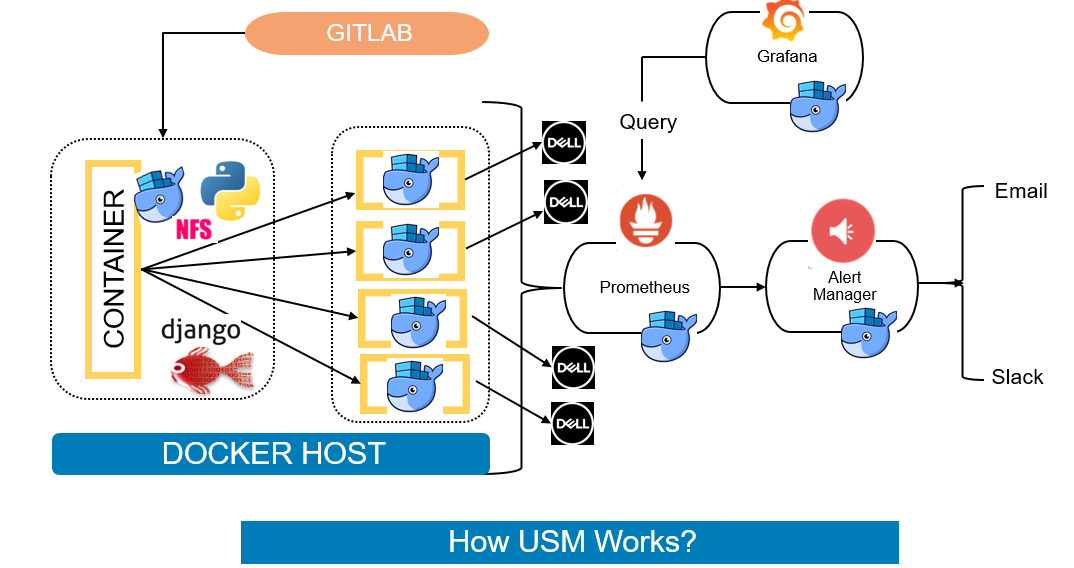 GITLAB
Grafana
Query
DELL
DELL
Email
CONTAINER
NFS
Prometheus
Alert
Manager
django
DELL
DELL
Slack
DOCKER HOST
How USM Works?